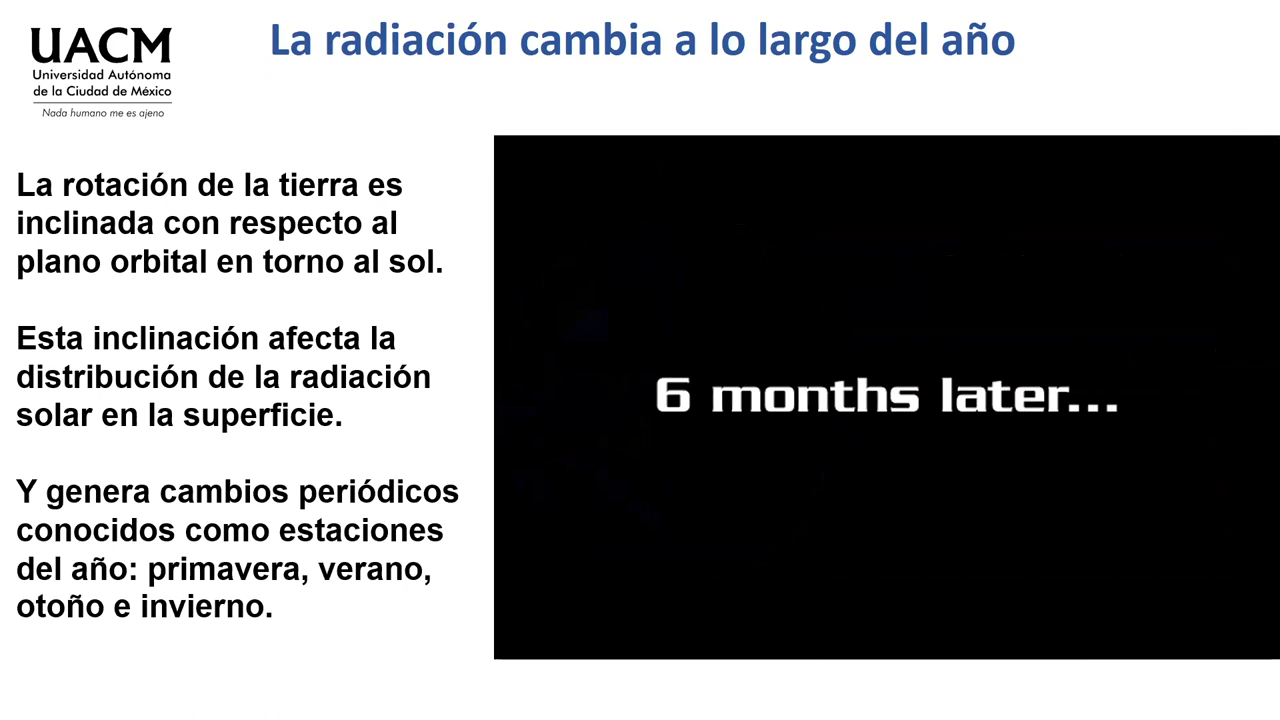 UACM
Universidad Autónoma
de la Ciudad de México
Nada humano me es ajeno
La radiación cambia a lo largo del año
La rotación de la tierra es
inclinada con respecto al
plano orbital en torno al sol.
Esta inclinación afecta la
distribución de la radiación
solar en la superficie.
Y genera cambios periódicos
conocidos como estaciones
del año: primavera, verano,
otoño e invierno.
6 months later...